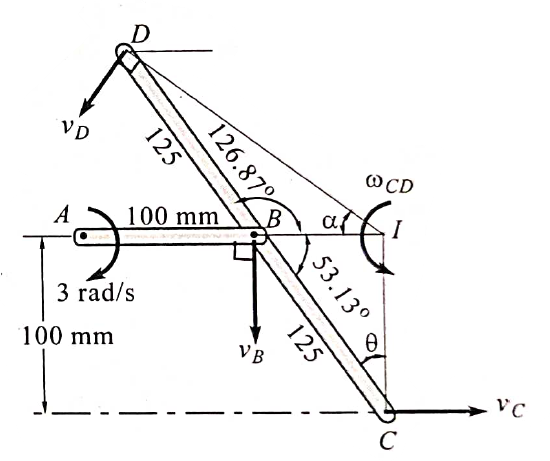 D
v_D
125
126.87°
ω_CD
A
100 mm
B
α
I
3 rad/s
53.13°
100 mm
v_B
125
θ
v_C
C